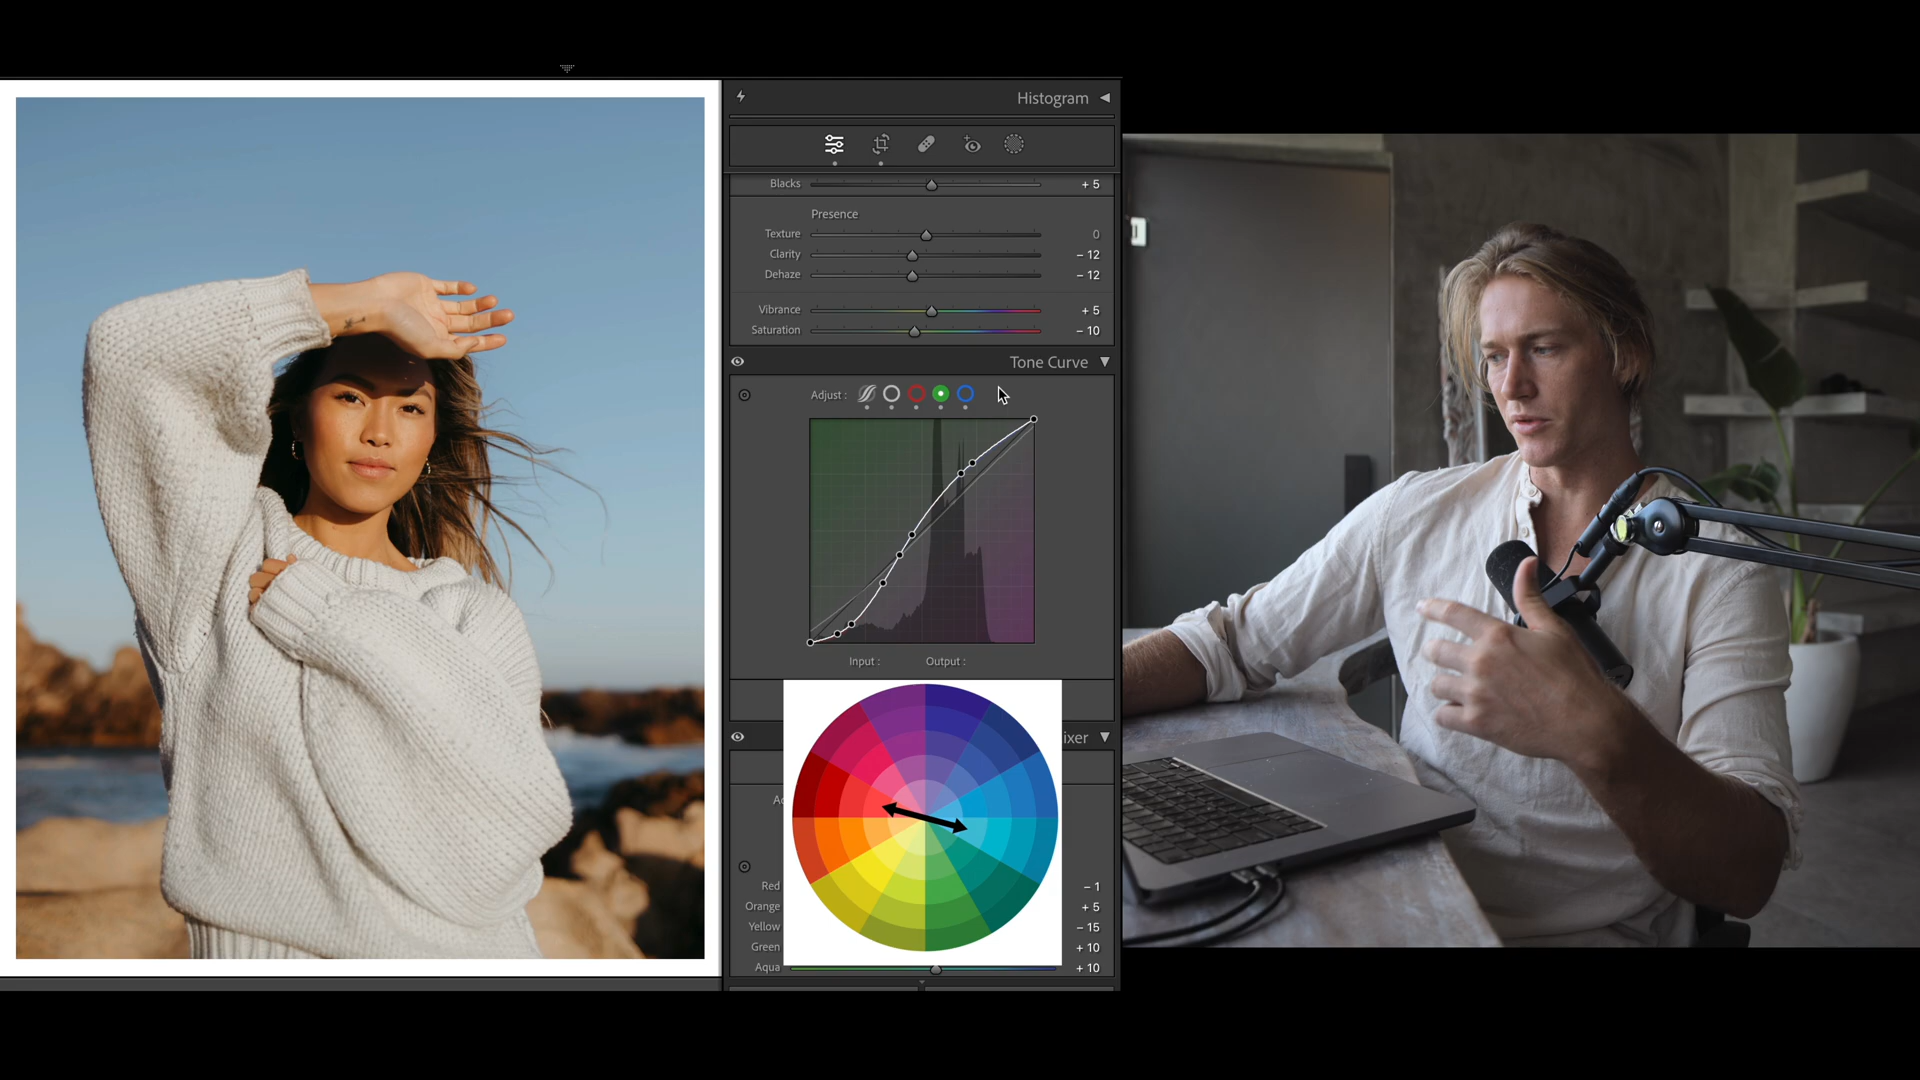 Histogram
Blacks + 5
Presence
Texture 0
Clarity – 12
Dehaze – 12
Vibrance + 5
Saturation – 10
Tone Curve
Adjust :
Input : Output :
ixer
Ac
Red – 1
Orange + 5
Yellow – 15
Green + 10
Aqua + 10